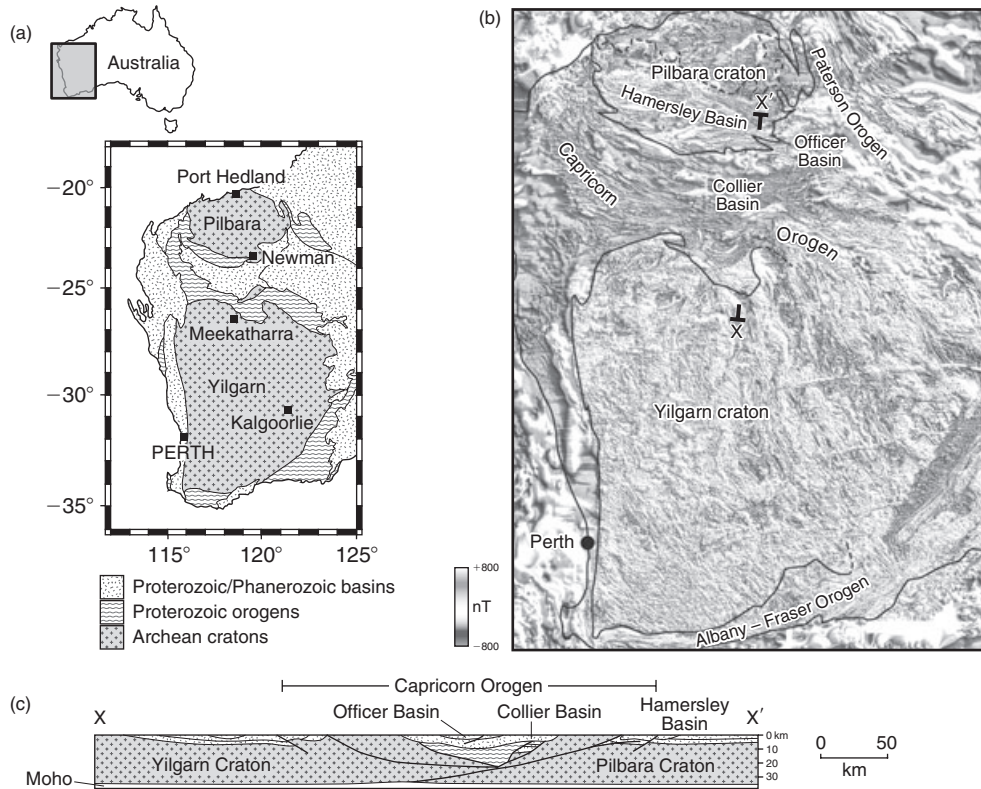 (a)
Australia
Port Hedland
−20°
Pilbara
Newman
−25°
Meekatharra
Yilgarn
−30°
Kalgoorlie
PERTH
−35°
115°
120°
125°
Proterozoic/Phanerozoic basins
Proterozoic orogens
Archean cratons
(b)
Pilbara craton
Paterson Orogen
X′
Hamersley Basin
Officer
Basin
Capricorn
Collier
Basin
Orogen
X
Yilgarn craton
Perth
Albany – Fraser Orogen
+800
nT
−800
(c)
Capricorn Orogen
X
Officer Basin
Collier Basin
Hamersley
Basin
X′
0 km
10
20
30
Yilgarn Craton
Pilbara Craton
Moho
0
50
km